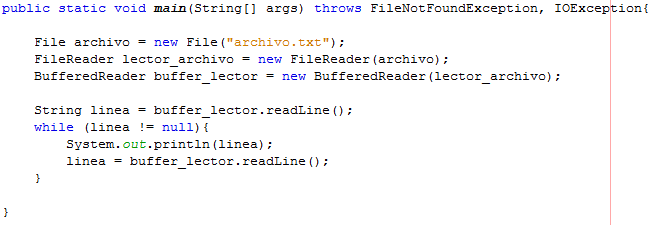 public static void main(String[] args) throws FileNotFoundException, IOException{
File archivo = new File("archivo.txt");
FileReader lector_archivo = new FileReader(archivo);
BufferedReader buffer_lector = new BufferedReader(lector_archivo);
String linea = buffer_lector.readLine();
while (linea != null){
System.out.println(linea);
linea = buffer_lector.readLine();
}
}